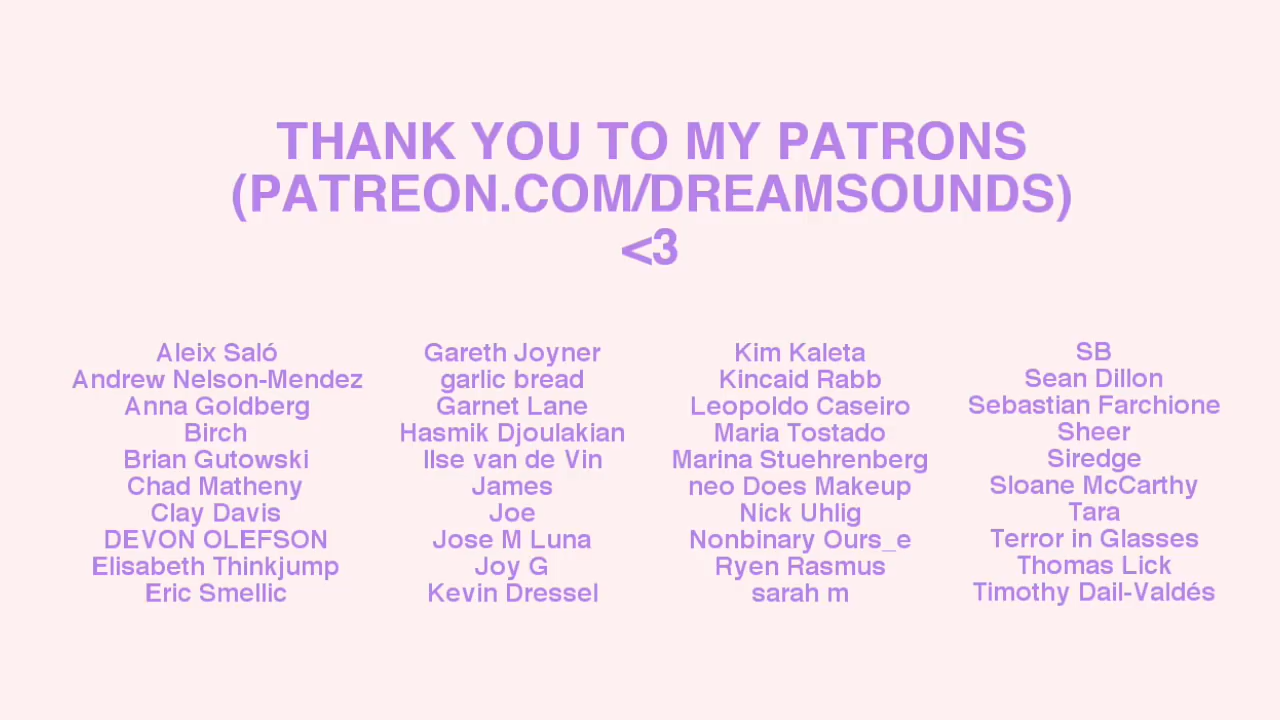 THANK YOU TO MY PATRONS
(PATREON.COM/DREAMSOUNDS)
<3
Aleix Saló
Andrew Nelson-Mendez
Anna Goldberg
Birch
Brian Gutowski
Chad Matheny
Clay Davis
DEVON OLEFSON
Elisabeth Thinkjump
Eric Smellic
Gareth Joyner
garlic bread
Garnet Lane
Hasmik Djoulakian
Ilse van de Vin
James
Joe
Jose M Luna
Joy G
Kevin Dressel
Kim Kaleta
Kincaid Rabb
Leopoldo Caseiro
Maria Tostado
Marina Stuehrenberg
neo Does Makeup
Nick Uhlig
Nonbinary Ours_e
Ryen Rasmus
sarah m
SB
Sean Dillon
Sebastian Farchione
Sheer
Siredge
Sloane McCarthy
Tara
Terror in Glasses
Thomas Lick
Timothy Dail-Valdés